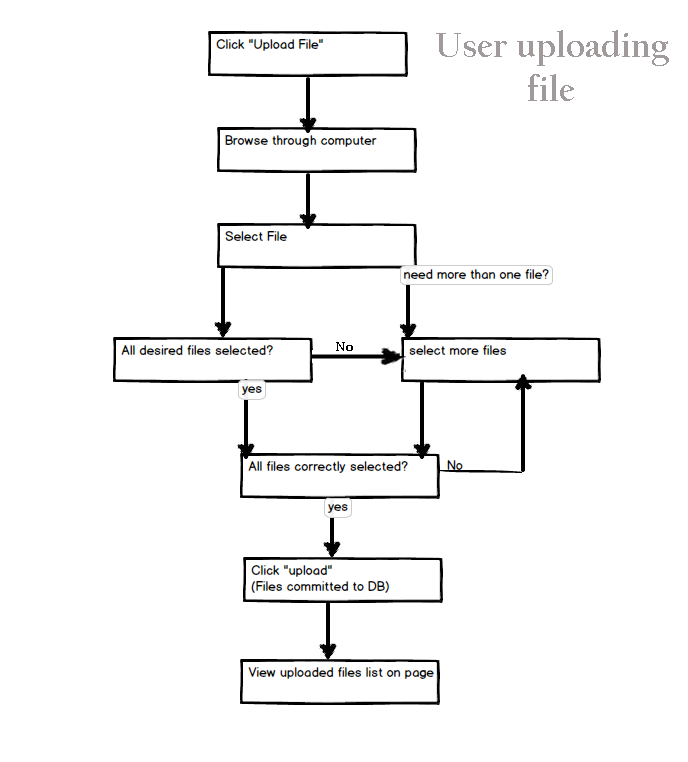 Click "Upload File"
User uploading
file
Browse through computer
Select File
need more than one file?
All desired files selected?
No
select more files
yes
All files correctly selected?
No
yes
Click "upload"
(Files committed to DB)
View uploaded files list on page